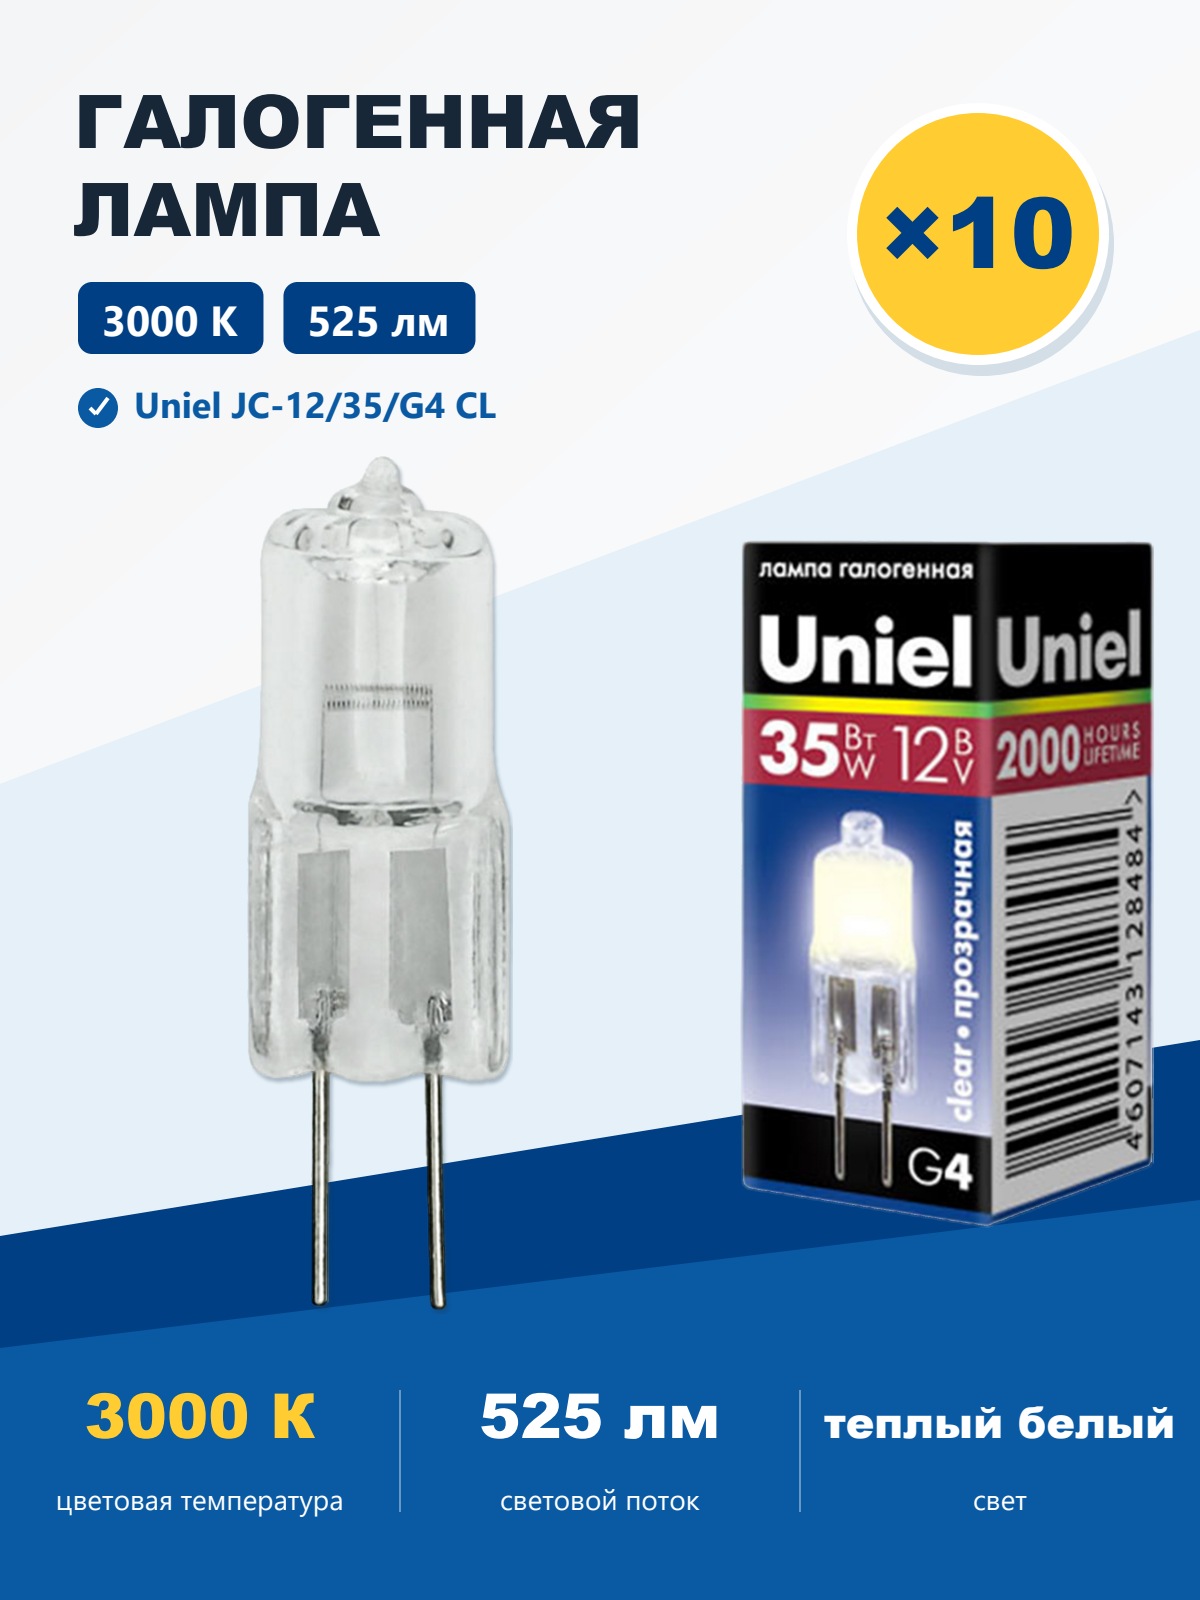 ГАЛОГЕННАЯ
ЛАМПА
×10
3000 К
525 лм
Uniel JC-12/35/G4 CL
лампа галогенная
Uniel
Uniel
35 Вт W 12 В V
2000 HOURS LIFETIME
clear • прозрачная
4607143128484 >
G4
3000 К
цветовая температура
525 лм
световой поток
теплый белый
свет